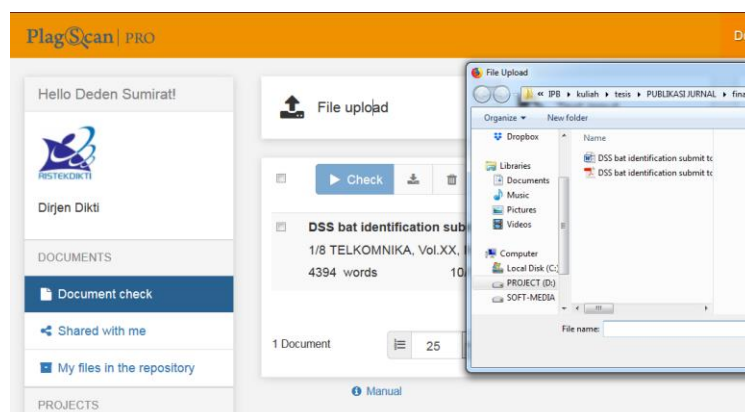 PlagScan | PRO
Hello Deden Sumirat!
RISTEKDIKTI
Dirjen Dikti
DOCUMENTS
Document check
Shared with me
My files in the repository
PROJECTS
File upload
Check
DSS bat identification sub
1/8 TELKOMNIKA, Vol.XX,
4394 words 10/
1 Document
25
Manual
File Upload
« IPB ▸ kuliah ▸ tesis ▸ PUBLIKASI JURNAL ▸ fina
Organize New folder
Dropbox
Libraries
Documents
Music
Pictures
Videos
Computer
Local Disk (C:)
PROJECT (D:)
SOFT-MEDIA
Name
DSS bat identification submit to
DSS bat identification submit to
File name: